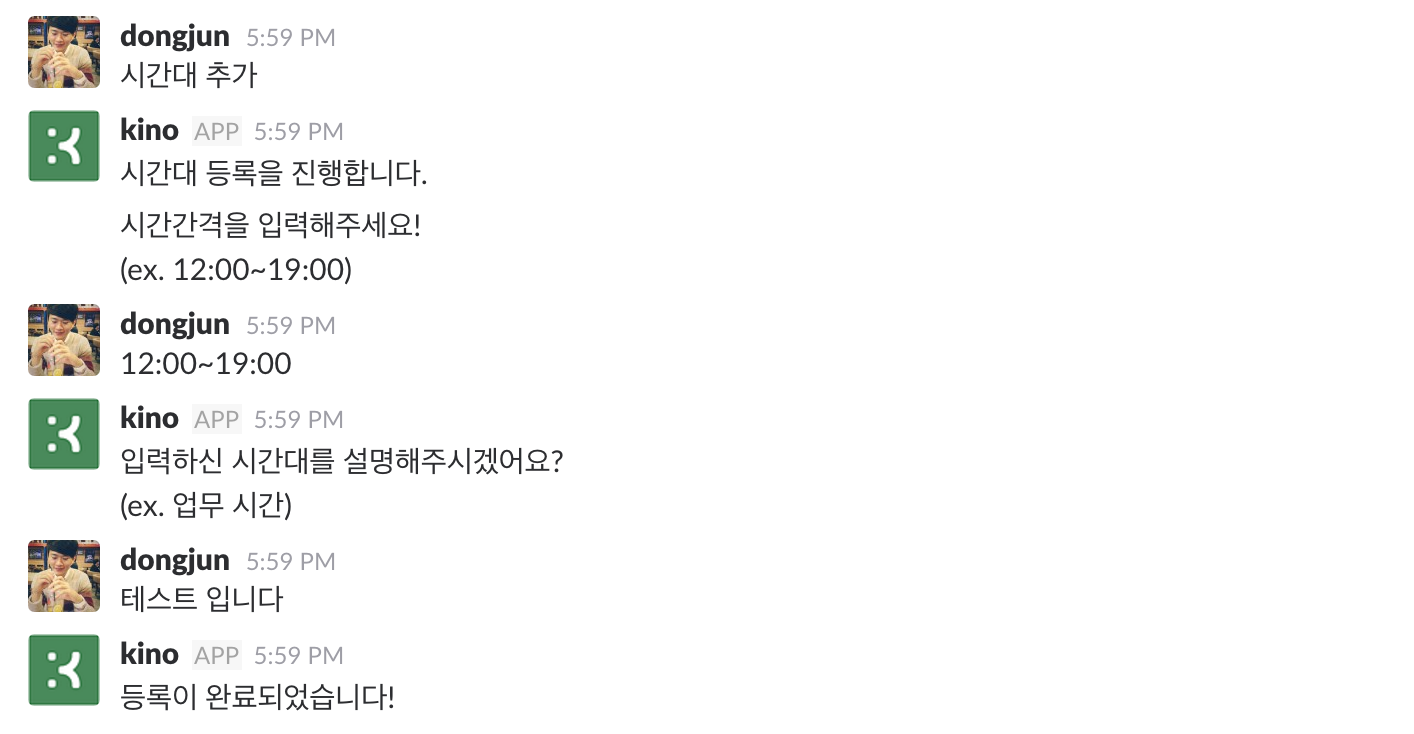 dongjun 5:59 PM
시간대 추가
kino APP 5:59 PM
시간대 등록을 진행합니다.
시간간격을 입력해주세요!
(ex. 12:00~19:00)
dongjun 5:59 PM
12:00~19:00
kino APP 5:59 PM
입력하신 시간대를 설명해주시겠어요?
(ex. 업무 시간)
dongjun 5:59 PM
테스트 입니다
kino APP 5:59 PM
등록이 완료되었습니다!